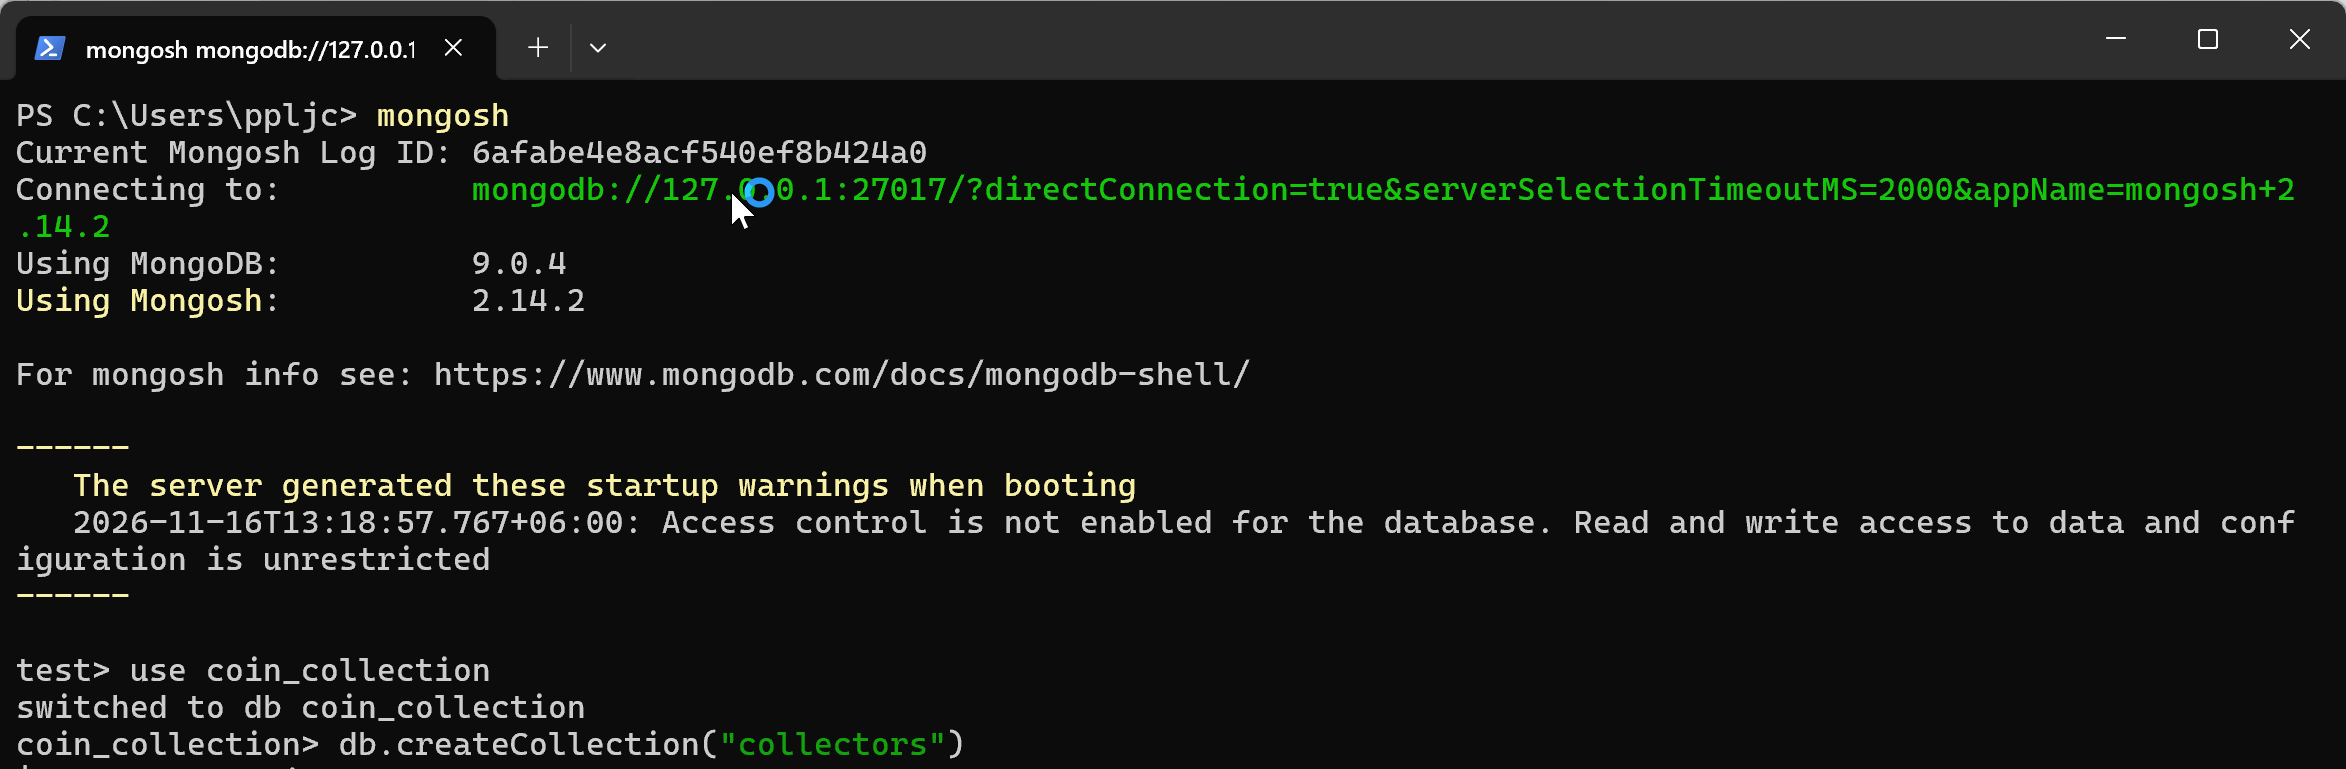 mongosh mongodb://127.0.0.1
PS C:\Users\ppljc> mongosh
Current Mongosh Log ID: 6afabe4e8acf540ef8b424a0
Connecting to: mongodb://127.0.0.1:27017/?directConnection=true&serverSelectionTimeoutMS=2000&appName=mongosh+2
.14.2
Using MongoDB: 9.0.4
Using Mongosh: 2.14.2
For mongosh info see: https://www.mongodb.com/docs/mongodb-shell/
------
The server generated these startup warnings when booting
2026-11-16T13:18:57.767+06:00: Access control is not enabled for the database. Read and write access to data and conf
iguration is unrestricted
------
test> use coin_collection
switched to db coin_collection
coin_collection> db.createCollection("collectors")